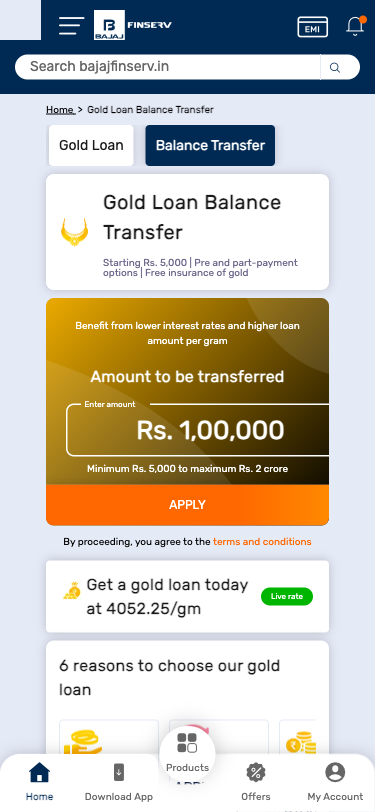 B
BAJAJ
FINSERV
EMI
Search bajajfinserv.in
Home > Gold Loan Balance Transfer
Gold Loan
Balance Transfer
Gold Loan Balance
Transfer
Starting Rs. 5,000 | Pre and part-payment
options | Free insurance of gold
Benefit from lower interest rates and higher loan
amount per gram
Amount to be transferred
Enter amount
Rs. 1,00,000
Minimum Rs. 5,000 to maximum Rs. 2 crore
APPLY
By proceeding, you agree to the terms and conditions
Get a gold loan today
at 4052.25/gm
Live rate
6 reasons to choose our gold
loan
Home
Download App
Products
Offers
My Account